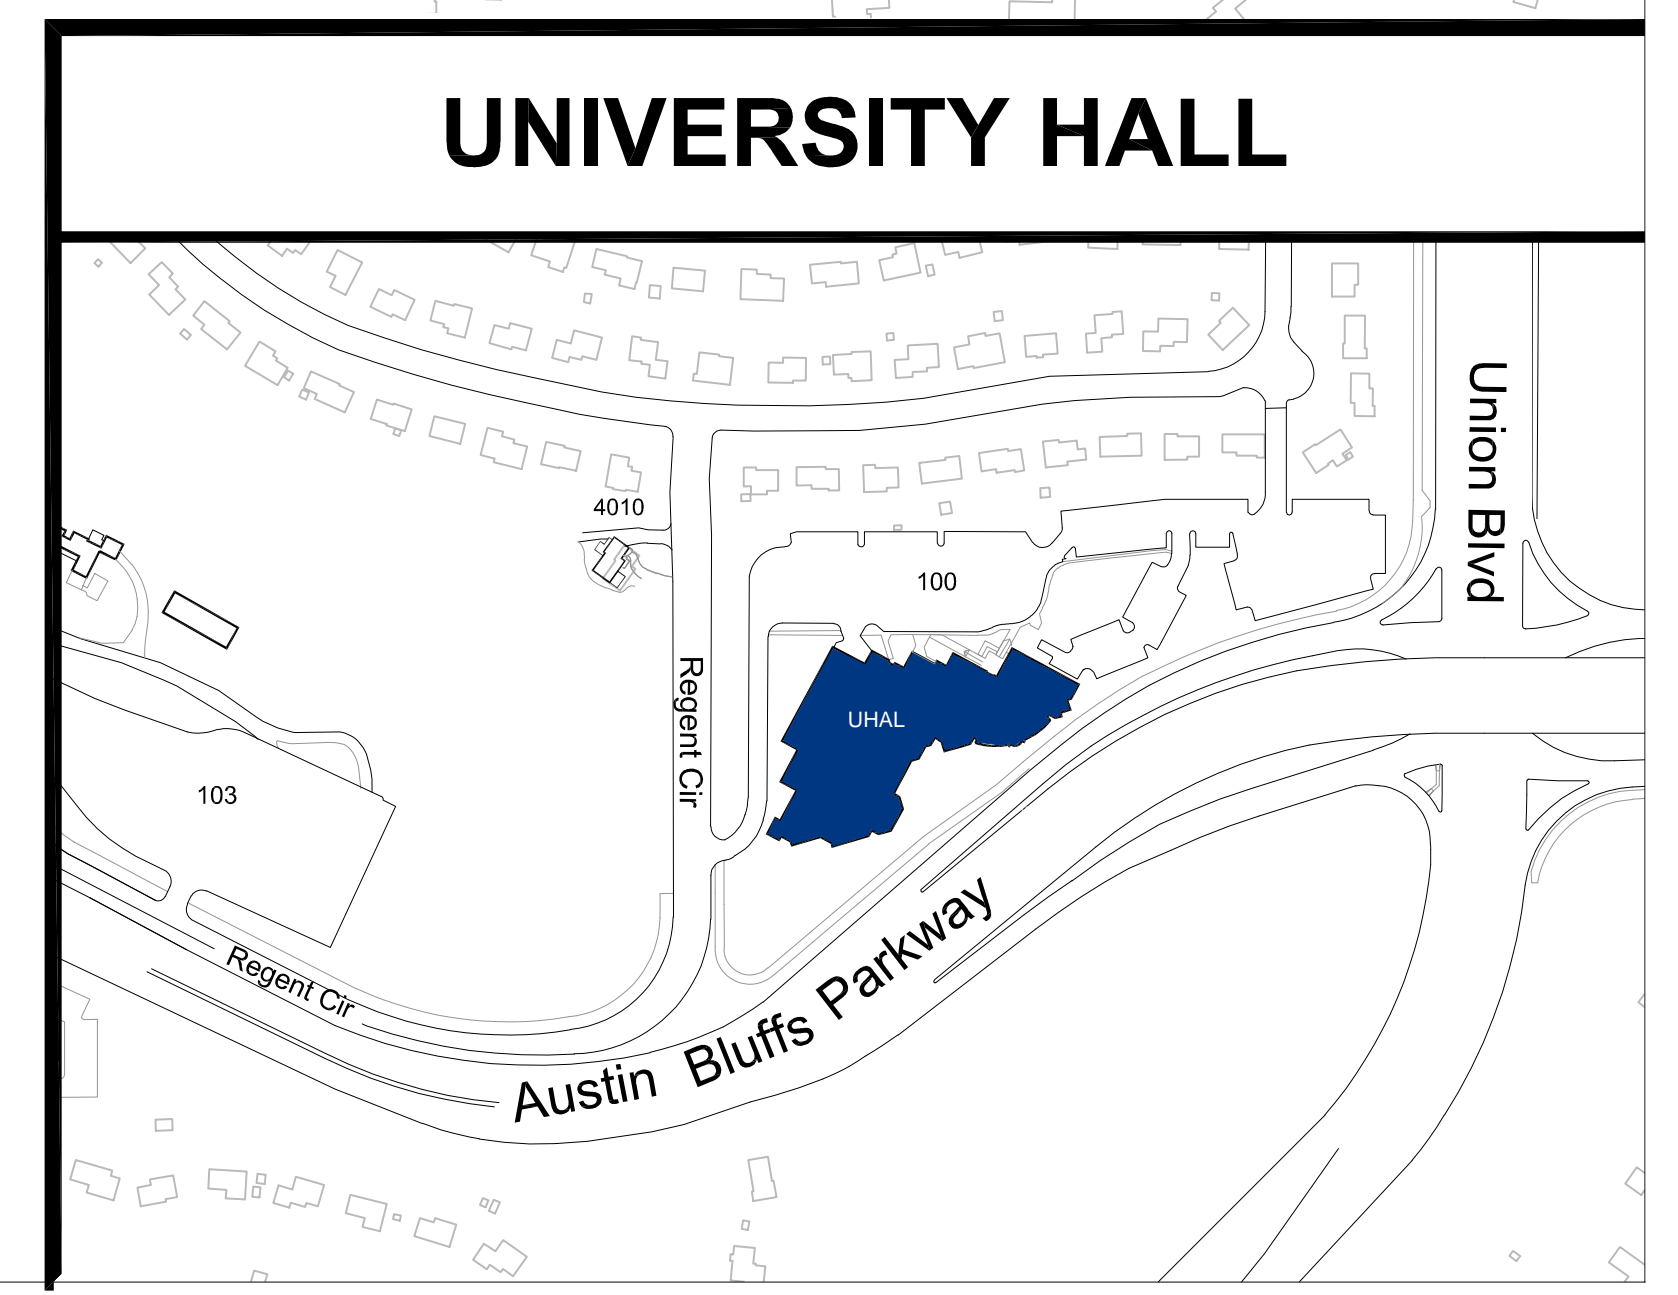 UNIVERSITY HALL
Union Blvd
4010
100
Regent Cir
UHAL
103
Regent Cir
Austin Bluffs Parkway